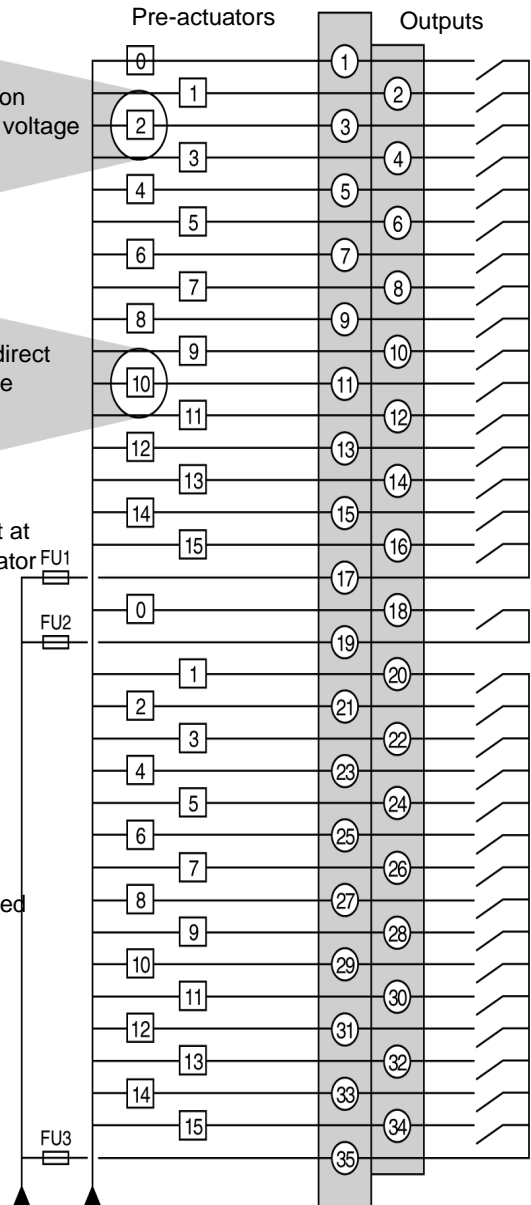 Pre-actuators Outputs
0 1
on 1 2
voltage 2 3
3 4
4 5
5 6
6 7
7 8
8 9
direct 9 10
e 10 11
11 12
12 13
13 14
14 15
t at 15 16
ator FU1 17
0 18
FU2 19
1 20
2 21
3 22
4 23
5 24
6 25
7 26
8 27
ed
9 28
10 29
11 30
12 31
13 32
14 33
15 34
FU3 35